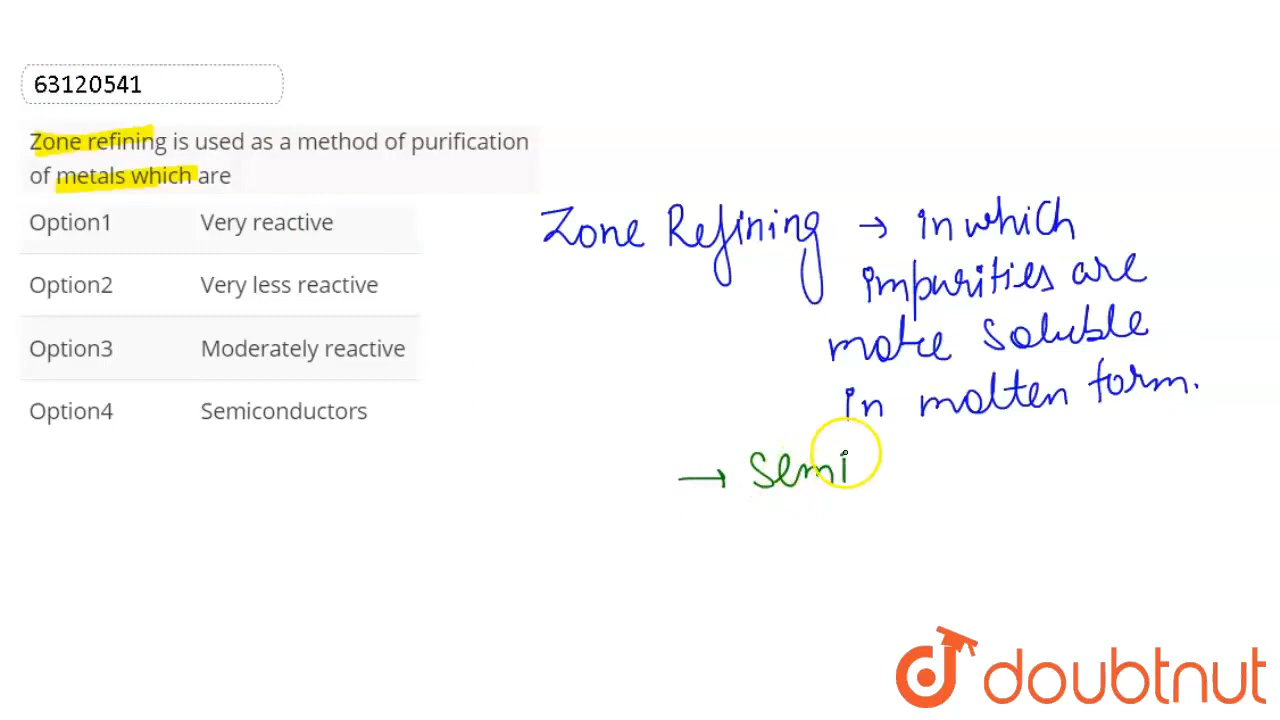 63120541
Zone refining is used as a method of purification
of metals which are
Option1 Very reactive
Option2 Very less reactive
Option3 Moderately reactive
Option4 Semiconductors
Zone Refining → in which
impurities are
more soluble
in molten form.
→ Semi
doubtnut